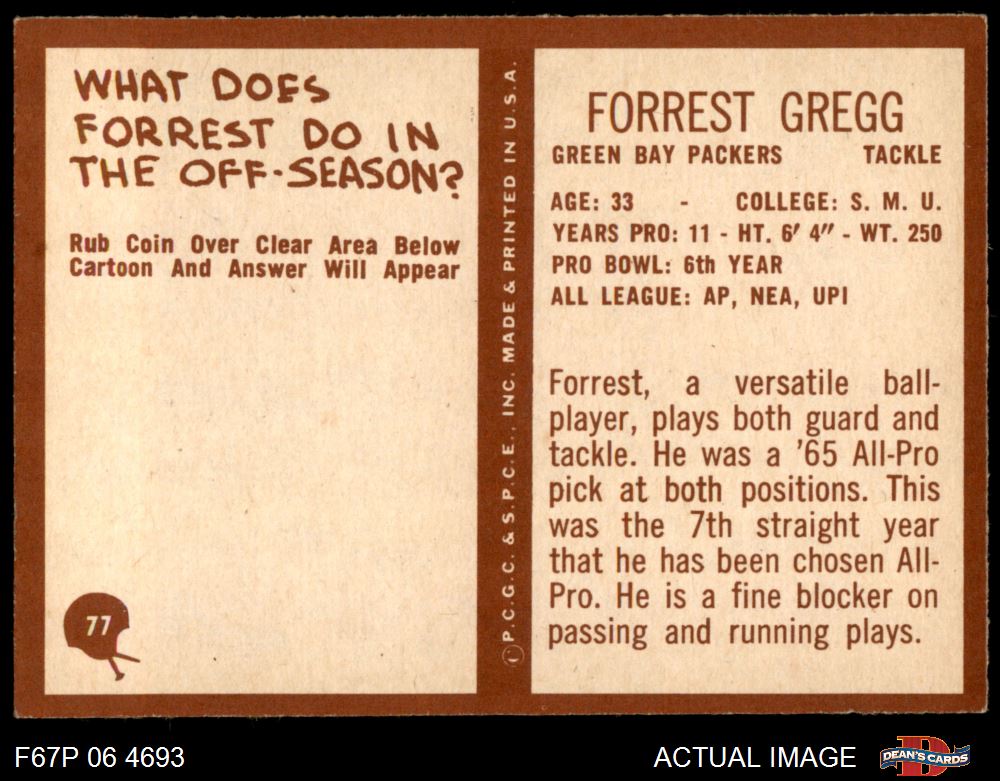 WHAT DOES
FORREST DO IN
THE OFF-SEASON?
Rub Coin Over Clear Area Below
Cartoon And Answer Will Appear
77
©P.C.G.C. & S.P.C.E., INC. MADE & PRINTED IN U.S.A.
FORREST GREGG
GREEN BAY PACKERS TACKLE
AGE: 33 - COLLEGE: S. M. U.
YEARS PRO: 11 - HT. 6' 4" - WT. 250
PRO BOWL: 6th YEAR
ALL LEAGUE: AP, NEA, UPI
Forrest, a versatile ball-
player, plays both guard and
tackle. He was a '65 All-Pro
pick at both positions. This
was the 7th straight year
that he has been chosen All-
Pro. He is a fine blocker on
passing and running plays.
F67P 06 4693
ACTUAL IMAGE
DEAN'S CARDS